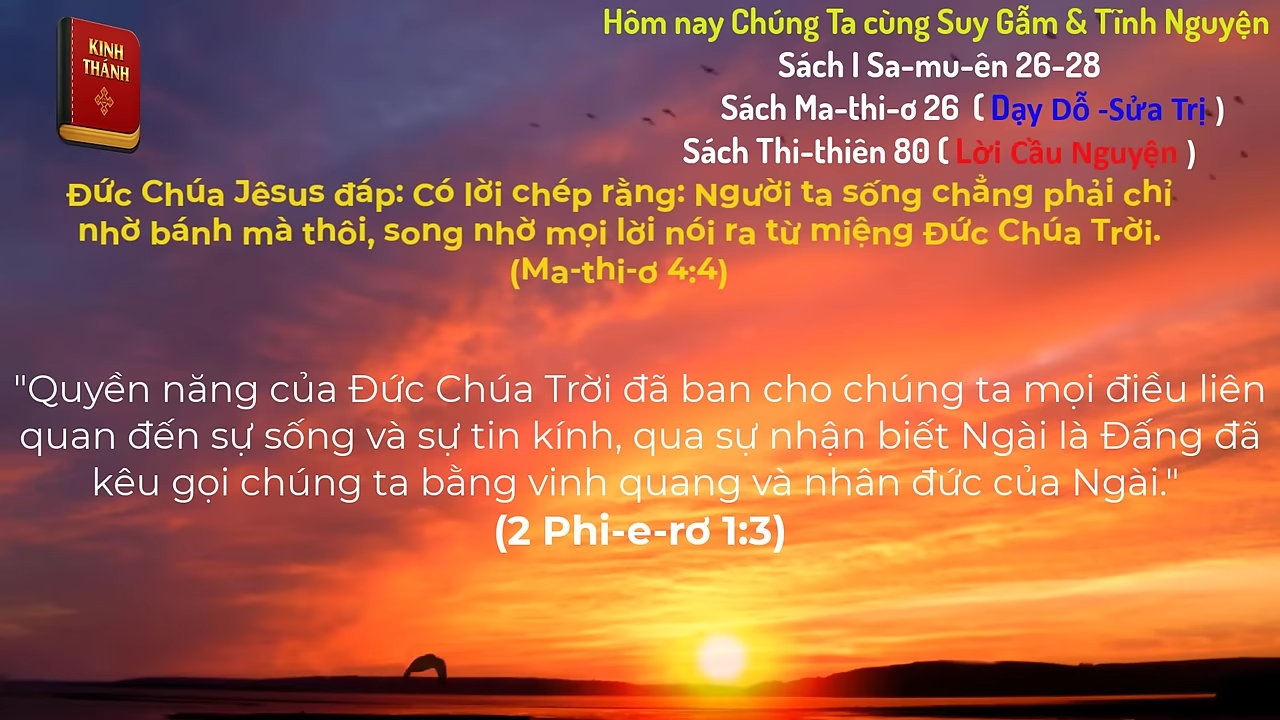 KINH
THÁNH
Hôm nay Chúng Ta cùng Suy Gẫm & Tĩnh Nguyện
Sách I Sa-mu-ên 26-28
Sách Ma-thi-ơ 26 ( Dạy Dỗ -Sửa Trị )
Sách Thi-thiên 80 ( Lời Cầu Nguyện )
Đức Chúa Jêsus đáp: Có lời chép rằng: Người ta sống chẳng phải chỉ
nhờ bánh mà thôi, song nhờ mọi lời nói ra từ miệng Đức Chúa Trời.
(Ma-thi-ơ 4:4)
"Quyền năng của Đức Chúa Trời đã ban cho chúng ta mọi điều liên
quan đến sự sống và sự tin kính, qua sự nhận biết Ngài là Đấng đã
kêu gọi chúng ta bằng vinh quang và nhân đức của Ngài."
(2 Phi-e-rơ 1:3)